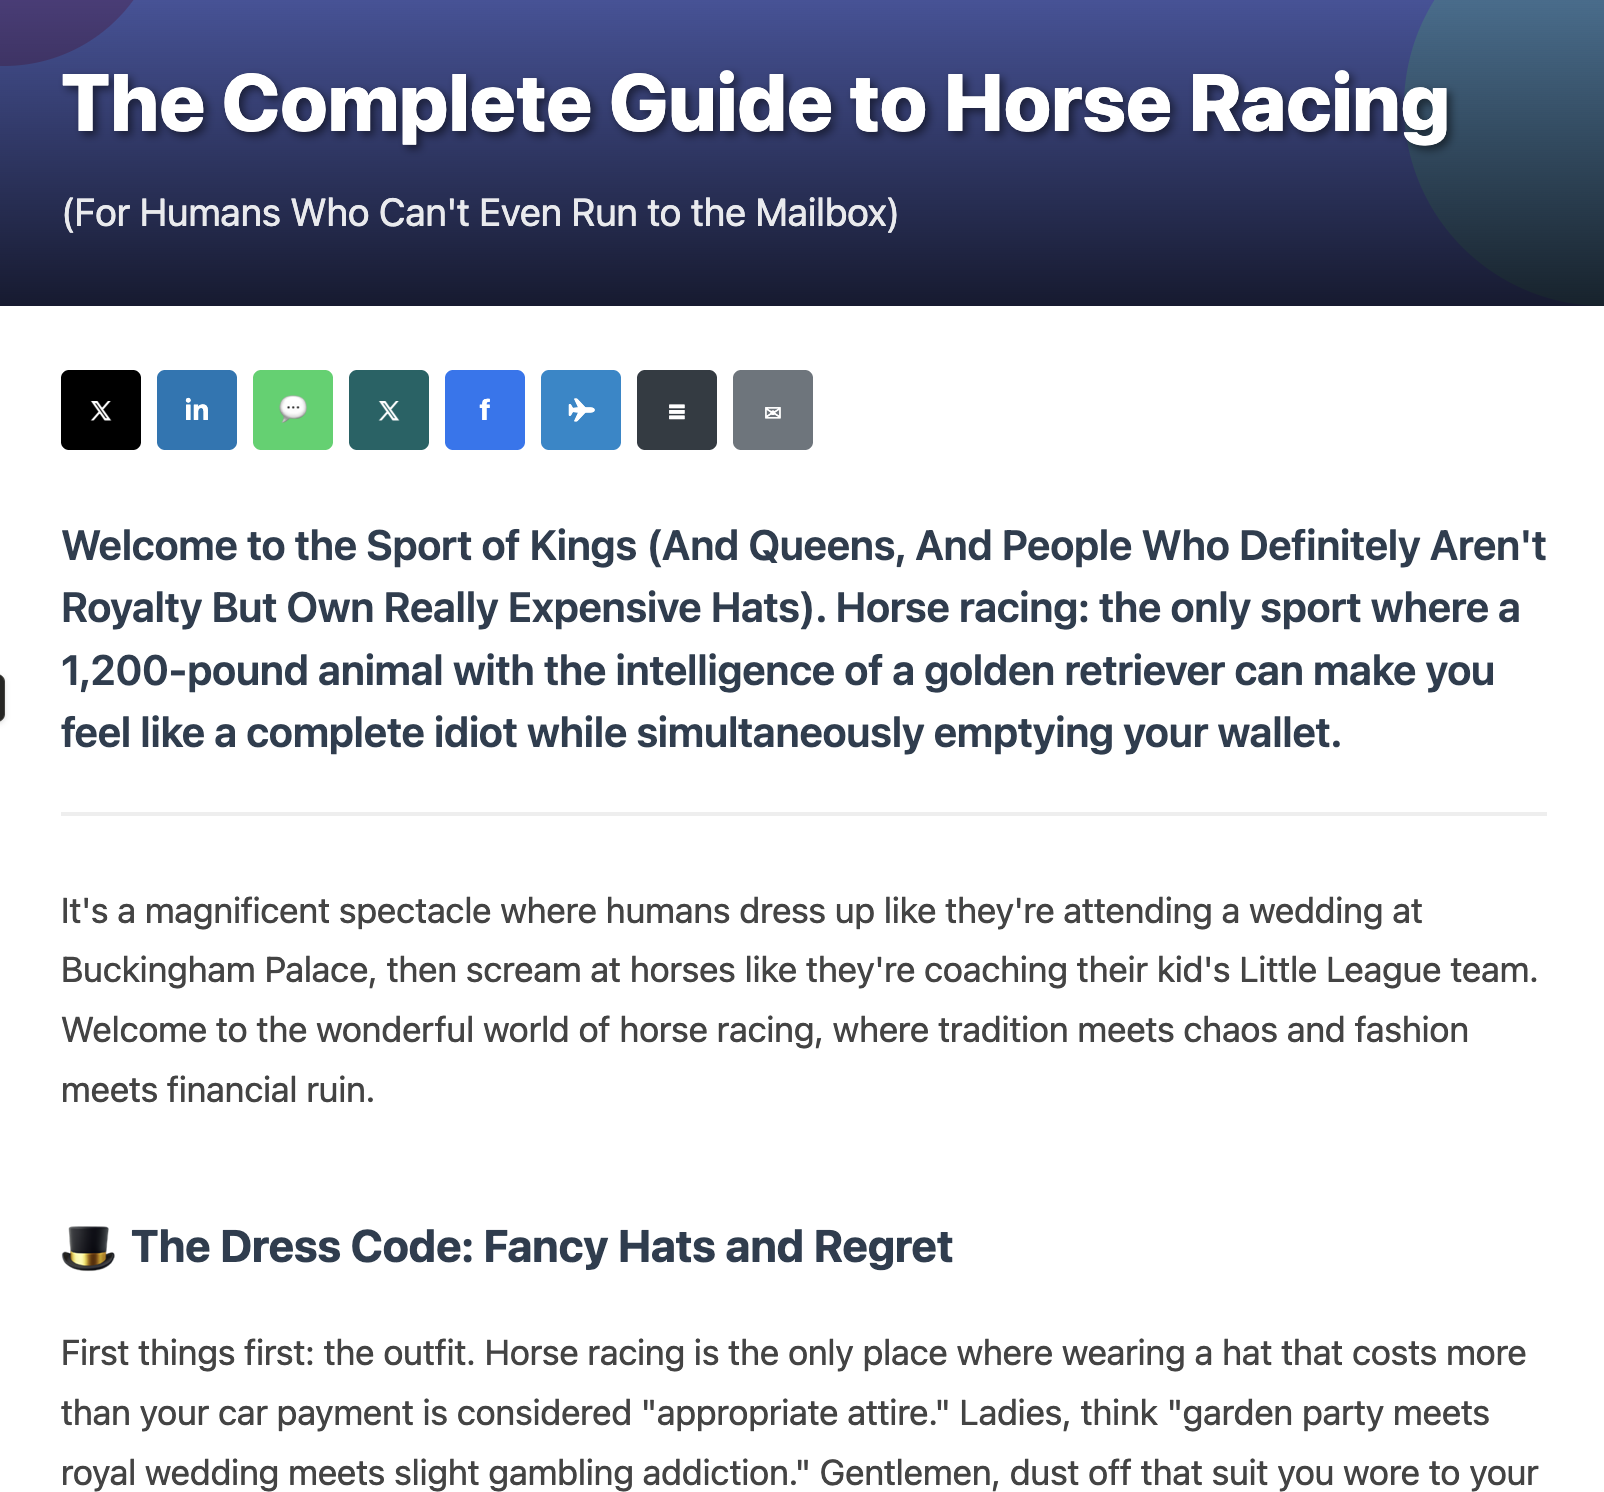 The Complete Guide to Horse Racing
(For Humans Who Can't Even Run to the Mailbox)
𝕏 in 💬 𝕏 f ✈ ≡ ✉
Welcome to the Sport of Kings (And Queens, And People Who Definitely Aren't
Royalty But Own Really Expensive Hats). Horse racing: the only sport where a
1,200-pound animal with the intelligence of a golden retriever can make you
feel like a complete idiot while simultaneously emptying your wallet.
It's a magnificent spectacle where humans dress up like they're attending a wedding at
Buckingham Palace, then scream at horses like they're coaching their kid's Little League team.
Welcome to the wonderful world of horse racing, where tradition meets chaos and fashion
meets financial ruin.
🎩 The Dress Code: Fancy Hats and Regret
First things first: the outfit. Horse racing is the only place where wearing a hat that costs more
than your car payment is considered "appropriate attire." Ladies, think "garden party meets
royal wedding meets slight gambling addiction." Gentlemen, dust off that suit you wore to your